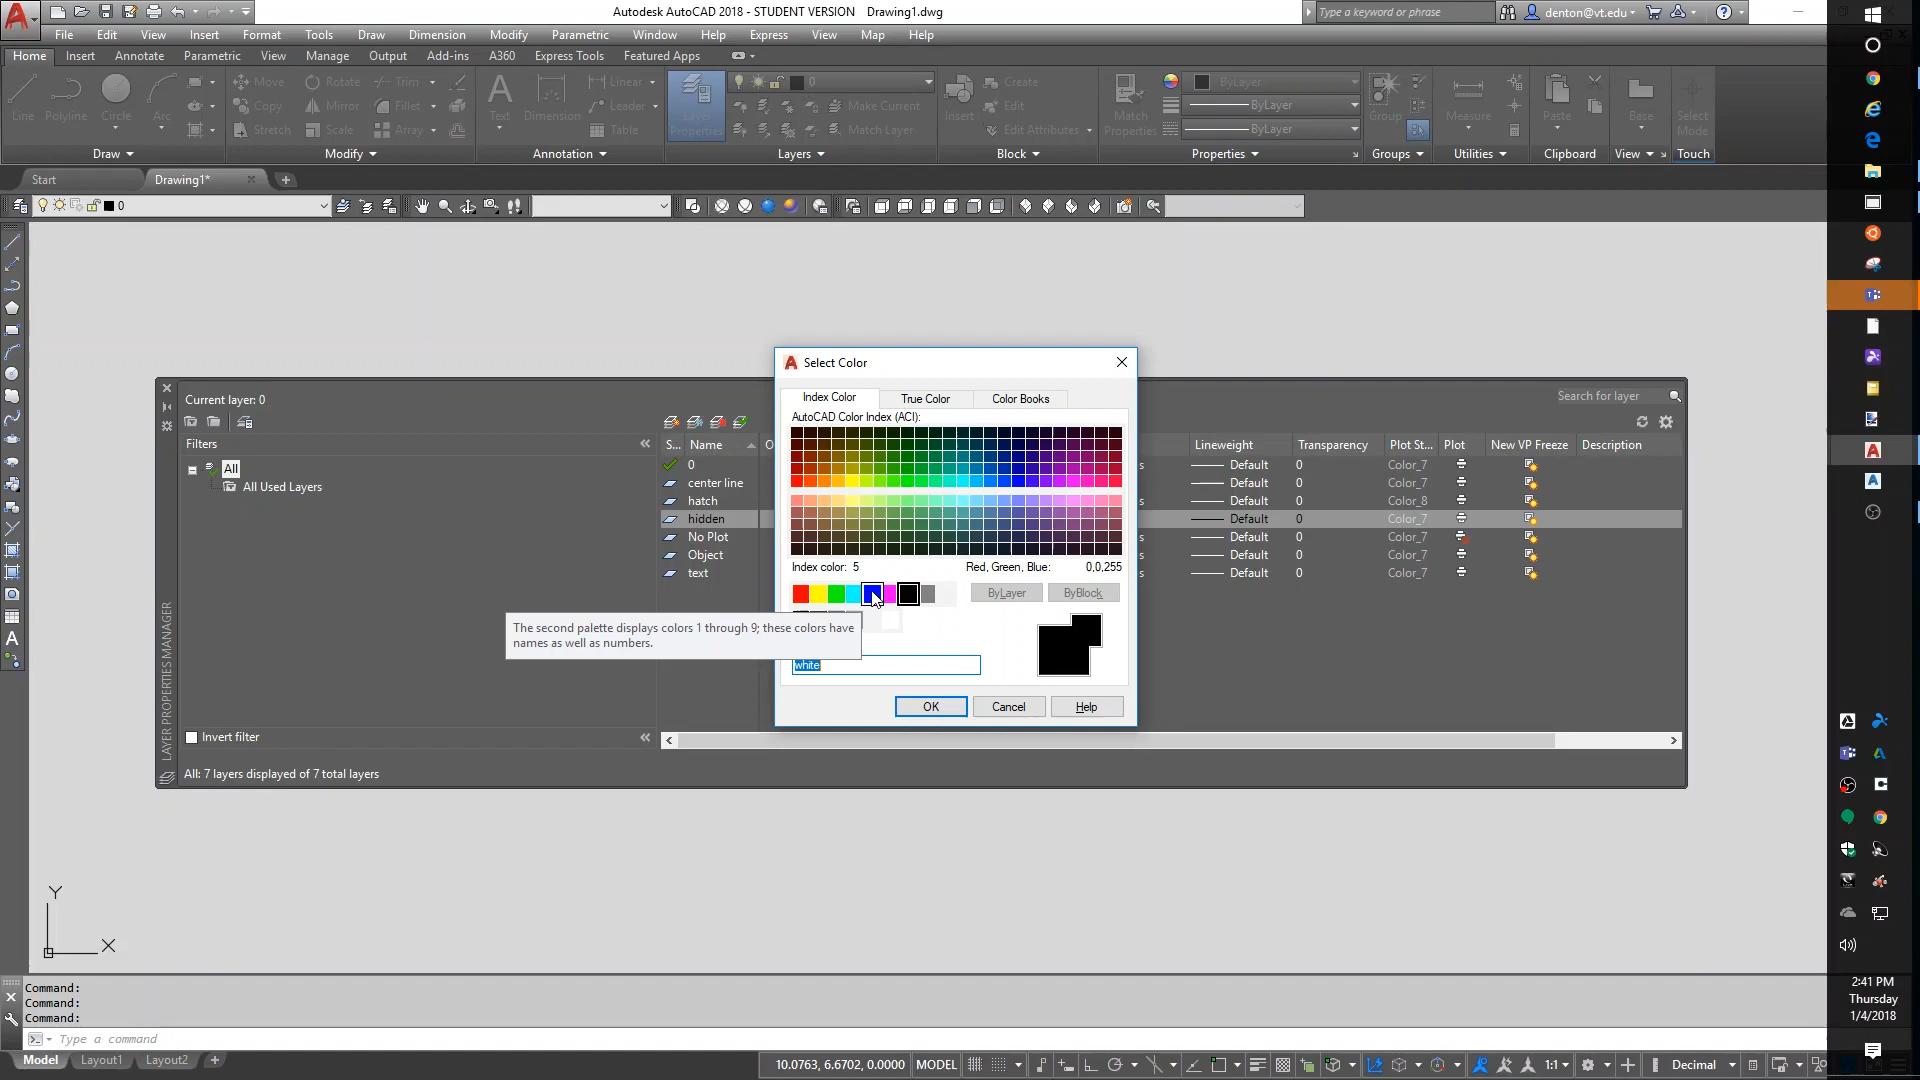 Autodesk AutoCAD 2018 - STUDENT VERSION Drawing1.dwg
Type a keyword or phrase
denton@vt.edu
File Edit View Insert Format Tools Draw Dimension Modify Parametric Window Help Express View Map Help
Home Insert Annotate Parametric View Manage Output Add-ins A360 Express Tools Featured Apps
Move Rotate Trim Linear 0 Create ByLayer
Copy Mirror Fillet Leader Make Current Edit ByLayer
Stretch Scale Array Table Match Layer Edit Attributes ByLayer
Line Polyline Circle Arc Text Dimension Layer Properties Insert Match Properties Group Measure Paste Base Select Mode
Draw Modify Annotation Layers Block Properties Groups Utilities Clipboard View Touch
Start Drawing1*
0
Select Color
Index Color True Color Color Books
AutoCAD Color Index (ACI):
Index color: 5 Red, Green, Blue: 0,0,255
ByLayer ByBlock
The second palette displays colors 1 through 9; these colors have
names as well as numbers.
white
OK Cancel Help
Current layer: 0
Search for layer
Filters
All
All Used Layers
S... Name O Lineweight Transparency Plot St... Plot New VP Freeze Description
0 s Default 0 Color_7
center line s Default 0 Color_7
hatch s Default 0 Color_8
hidden s Default 0 Color_7
No Plot s Default 0 Color_7
Object s Default 0 Color_7
text s Default 0 Color_7
LAYER PROPERTIES MANAGER
Invert filter
All: 7 layers displayed of 7 total layers
Y
X
Command:
Command:
Command:
Type a command
Model Layout1 Layout2
10.0763, 6.6702, 0.0000 MODEL 1:1 Decimal
2:41 PM
Thursday
1/4/2018